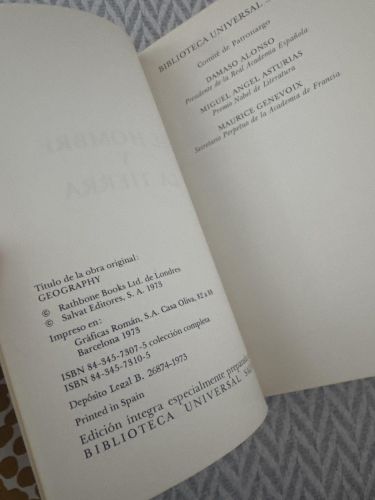 Título de la obra original:
GEOGRAPHY
© Rathbone Books Ltd. de Londres
© Salvat Editores, S. A. 1973
Impreso en:
Gráficas Román, S.A. Casa Oliva, 82 a 88
Barcelona 1973
ISBN 84-345-7307-5 colección completa
ISBN 84-345-7310-5
Depósito Legal B. 26874-1973
Printed in Spain
Edición íntegra especialmente
BIBLIOTECA UNIVERSAL
BIBLIOTECA UNIVERSAL
Comité de Patronazgo
DAMASO ALONSO
Presidente de la Real Academia Española.
MIGUEL ANGEL ASTURIAS
Premio Nobel de Literatura
MAURICE GENEVOIX
Secretario Perpetuo de la Academia de Francia.